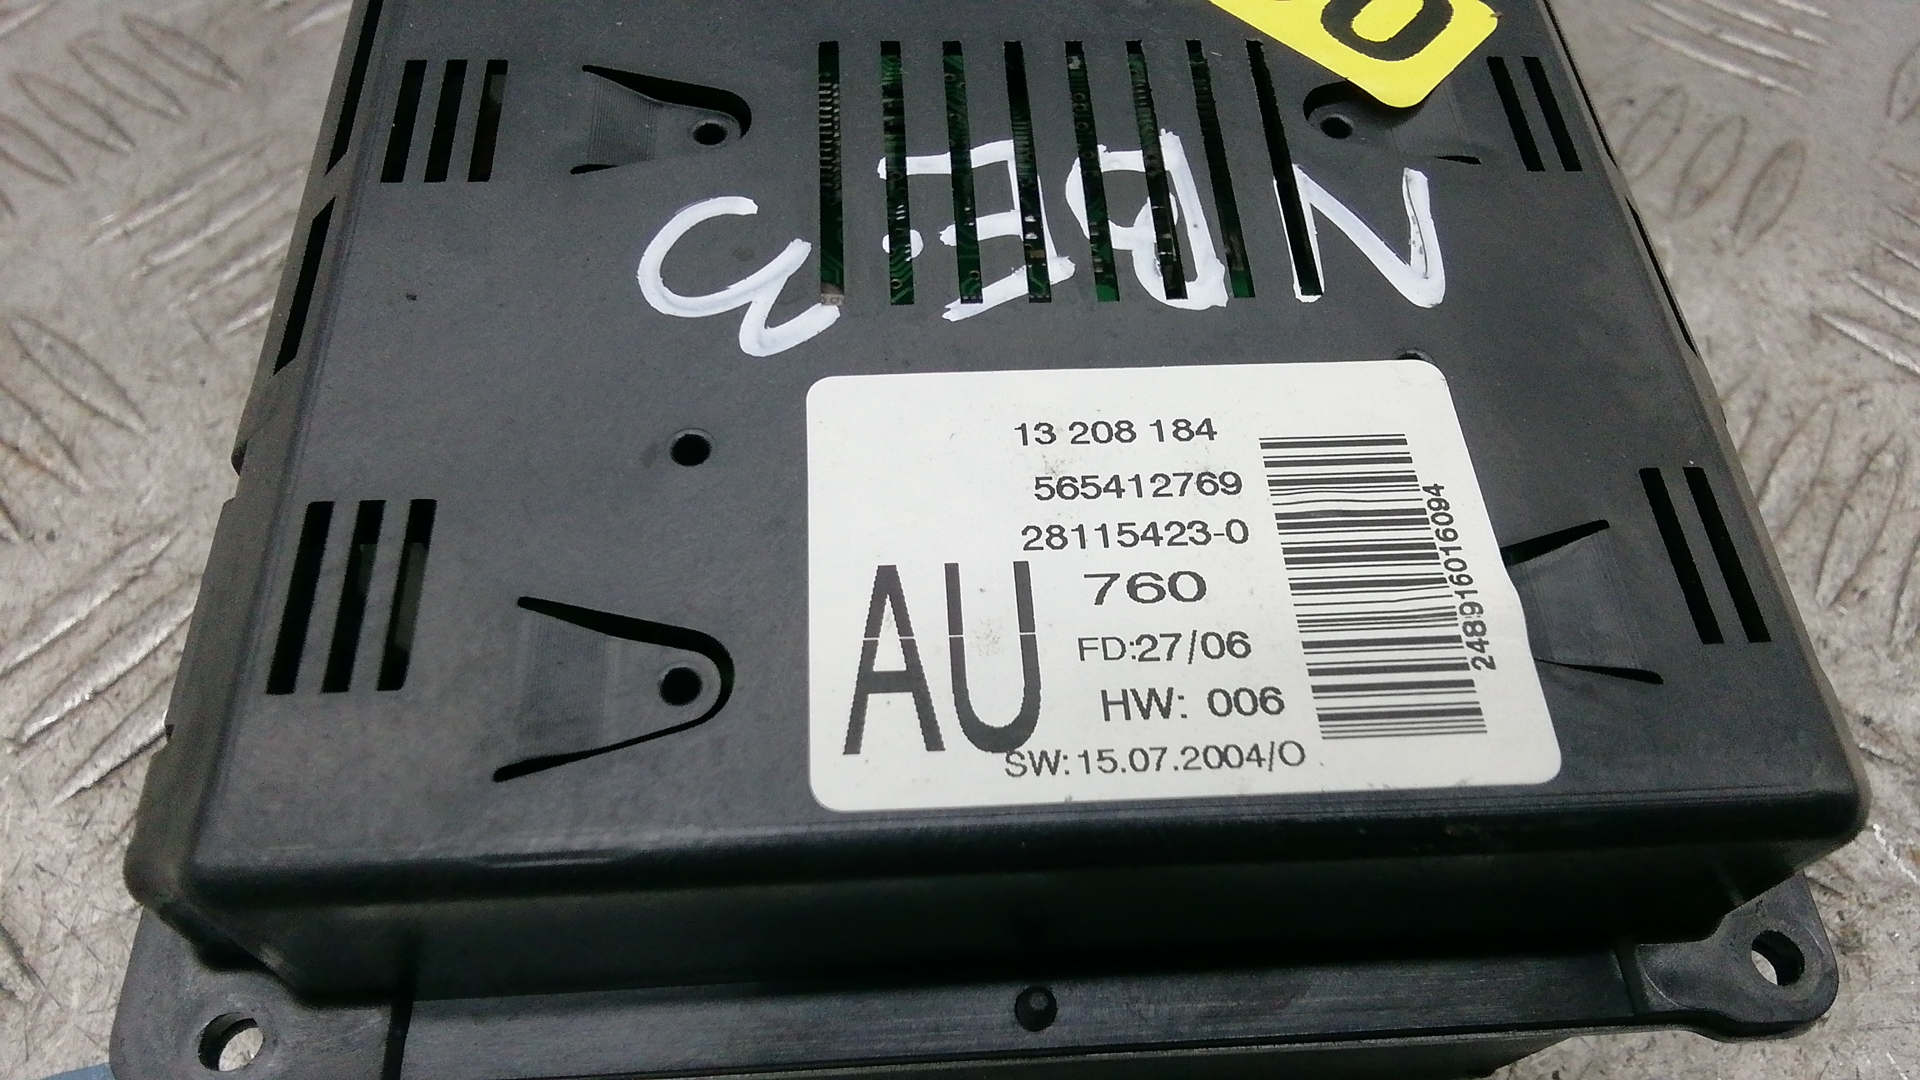 13 208 184
565412769
28115423-0
AU
760
FD:27/06
HW: 006
SW:15.07.2004/O
248916016094